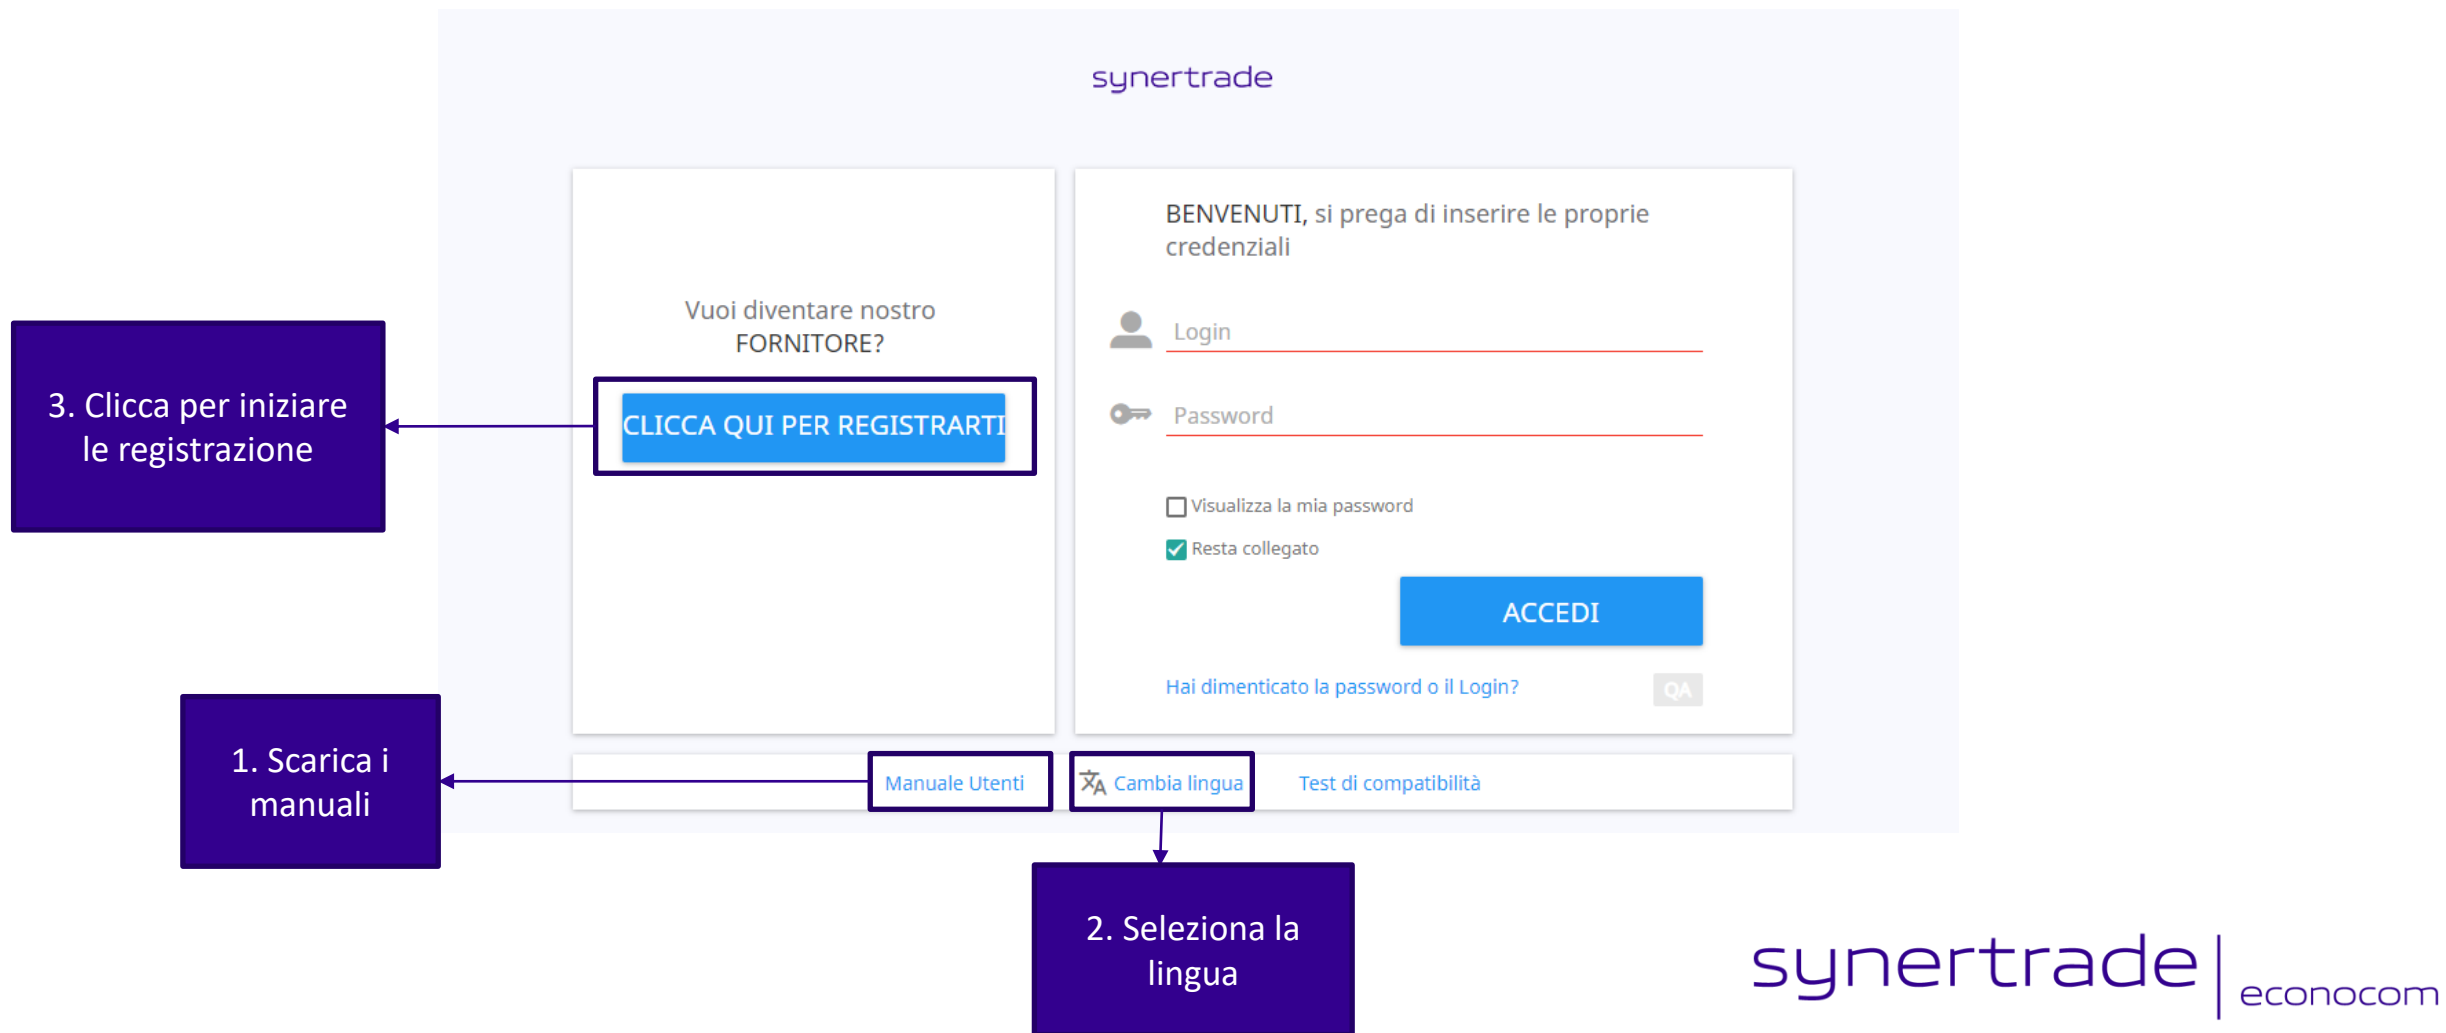 synertrade
Vuoi diventare nostro
FORNITORE?
CLICCA QUI PER REGISTRARTI
BENVENUTI, si prega di inserire le proprie
credenziali
Login
Password
Visualizza la mia password
Resta collegato
ACCEDI
Hai dimenticato la password o il Login?
QA
Manuale Utenti
Cambia lingua
Test di compatibilità
3. Clicca per iniziare
le registrazione
1. Scarica i
manuali
2. Seleziona la
lingua
synertrade
econocom